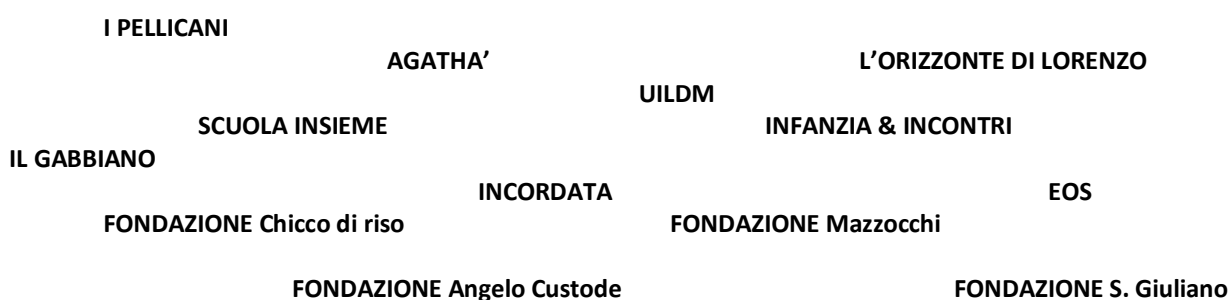 I PELLICANI
AGATHA’ L’ORIZZONTE DI LORENZO
UILDM
SCUOLA INSIEME INFANZIA & INCONTRI
IL GABBIANO
INCORDATA EOS
FONDAZIONE Chicco di riso FONDAZIONE Mazzocchi
FONDAZIONE Angelo Custode FONDAZIONE S. Giuliano